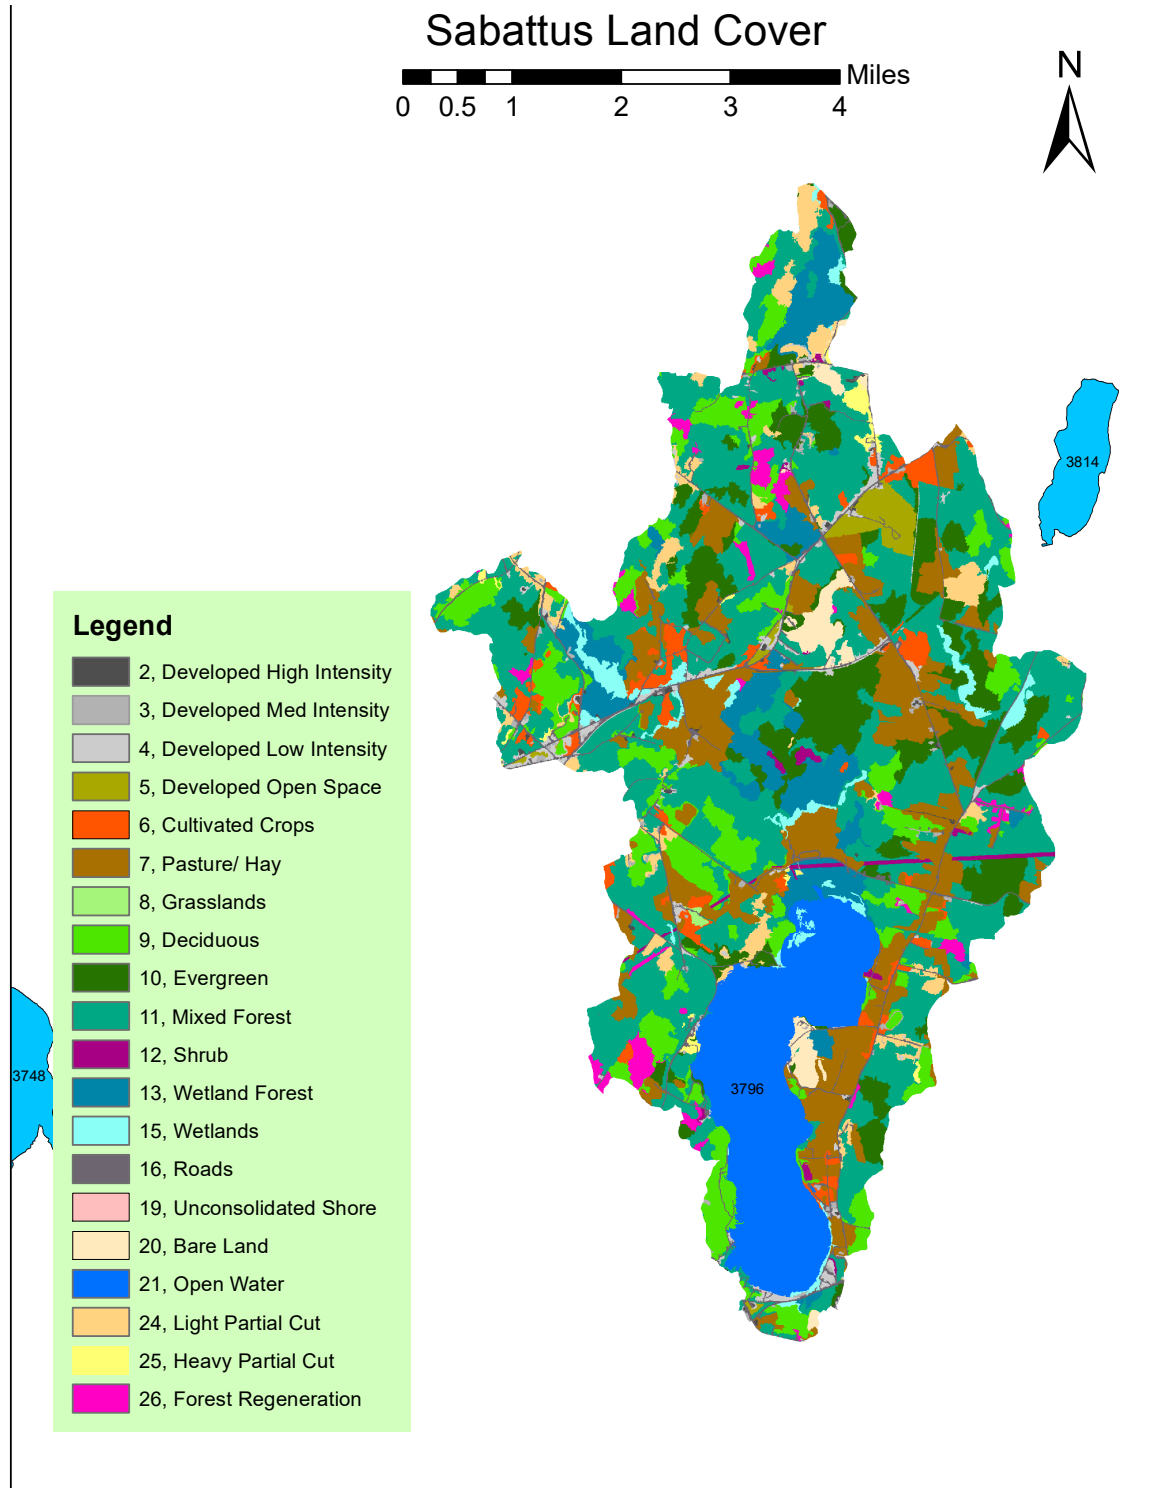 Sabattus Land Cover
Miles
0 0.5 1 2 3 4
N
3814
Legend
2, Developed High Intensity
3, Developed Med Intensity
4, Developed Low Intensity
5, Developed Open Space
6, Cultivated Crops
7, Pasture/ Hay
8, Grasslands
9, Deciduous
10, Evergreen
11, Mixed Forest
12, Shrub
13, Wetland Forest
15, Wetlands
16, Roads
19, Unconsolidated Shore
20, Bare Land
21, Open Water
24, Light Partial Cut
25, Heavy Partial Cut
26, Forest Regeneration
3748
3796